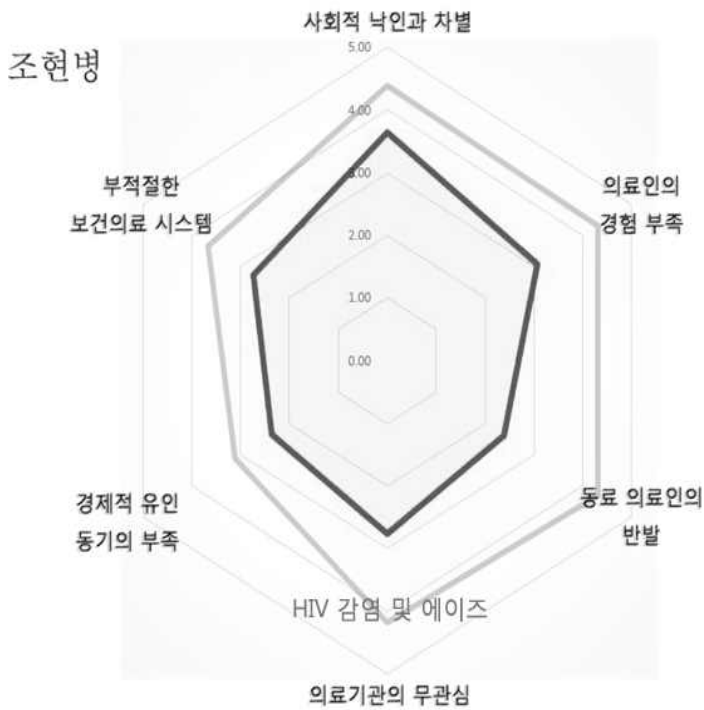 사회적 낙인과 차별
5.00
조현병
4.00
부적절한
보건의료 시스템
3.00
의료인의
경험 부족
2.00
1.00
0.00
경제적 유인
동기의 부족
동료 의료인의
반발
HIV 감염 및 에이즈
의료기관의 무관심